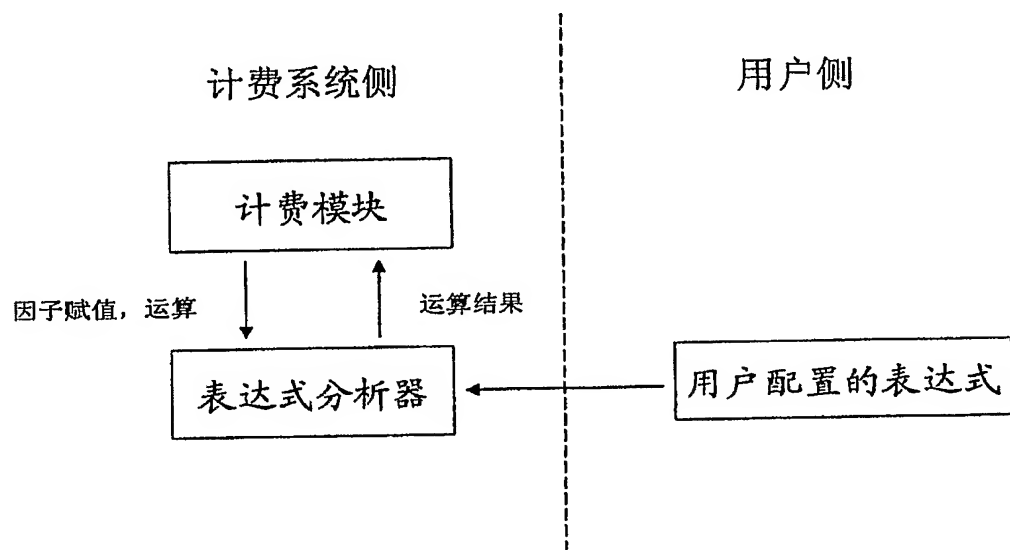 计费系统侧
用户侧
计费模块
因子赋值，运算
运算结果
表达式分析器
用户配置的表达式